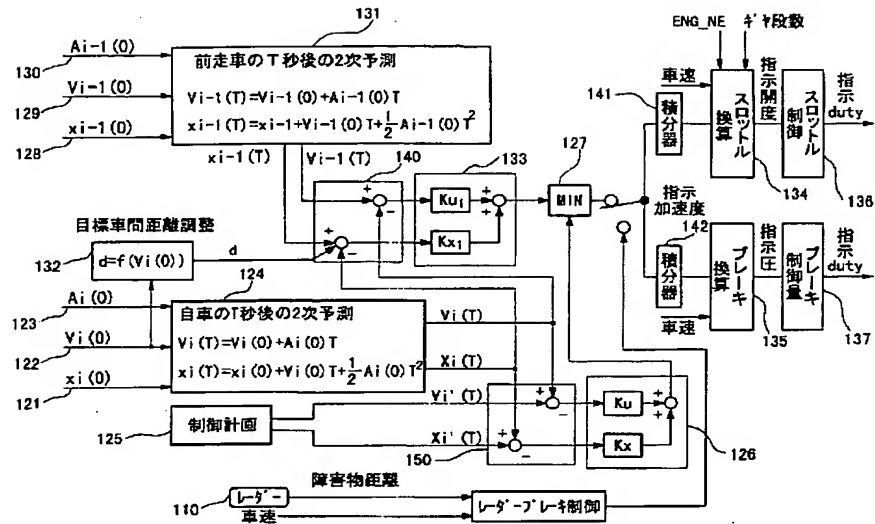 ENG_NE
ギヤ段数
131
Ai-1(0)
130
Vi-1(0)
129
xi-1(0)
128
前走車のT秒後の2次予測
Vi-1(T)=Vi-1(0)+Ai-1(0)T
xi-1(T)=xi-1+Vi-1(0)T+1/2 Ai-1(0)T²
車速
141
積分器
スロットル換算
指示開度
スロットル制御
指示duty
134
136
xi-1(T)
Vi-1(T)
140
133
127
+
-
Ku₁
+
+
MIN
指示加速度
目標車間距離調整
132
d=f(Vi(0))
d
+
-
Kx₁
142
積分器
ブレーキ換算
指示圧
ブレーキ制御量
指示duty
車速
135
137
124
Ai(0)
123
Vi(0)
122
xi(0)
121
自車のT秒後の2次予測
Vi(T)=Vi(0)+Ai(0)T
xi(T)=xi(0)+Vi(0)T+1/2 Ai(0)T²
Vi(T)
Xi(T)
125
制御計画
Vi'(T)
Xi'(T)
+
-
+
-
150
Ku
Kx
+
+
126
障害物距離
110
レーダー
車速
レーダーブレーキ制御